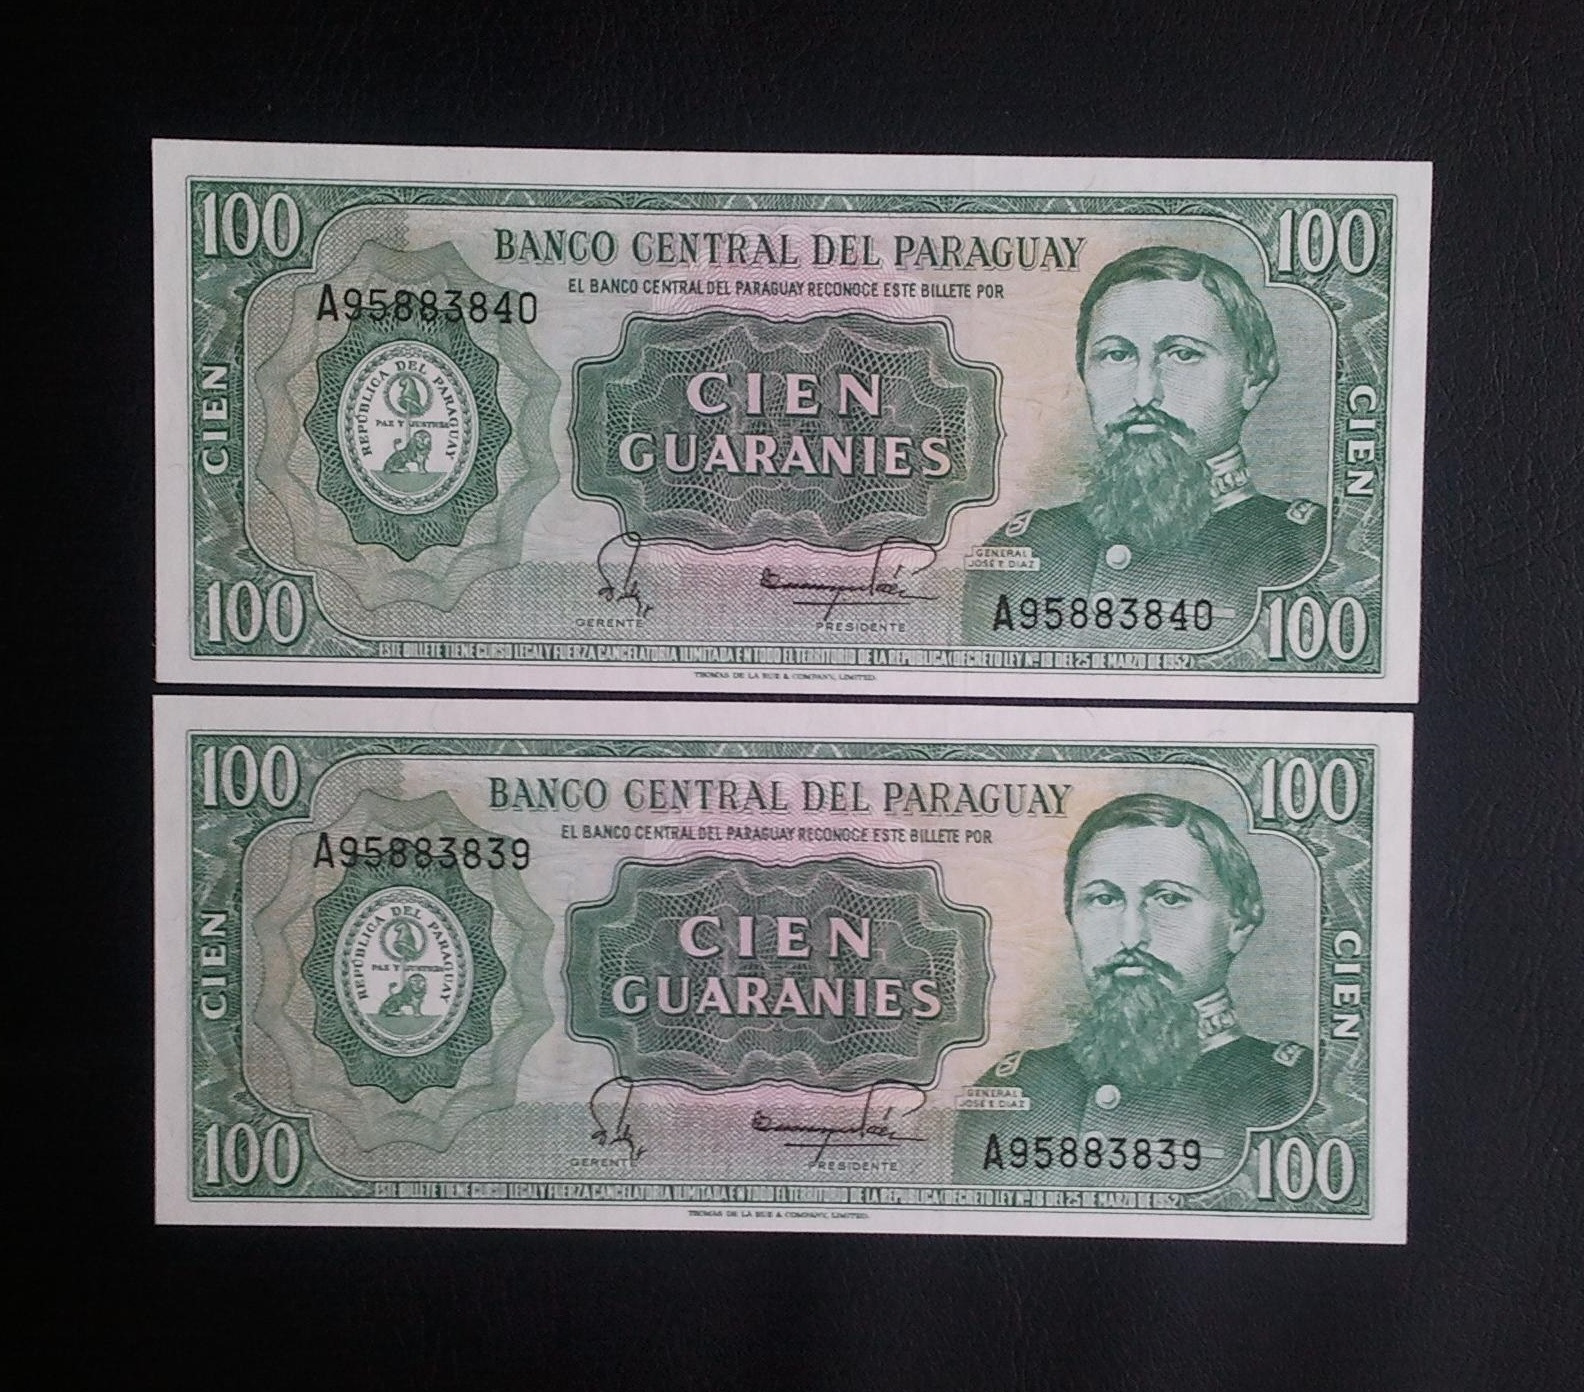 100
100
BANCO CENTRAL DEL PARAGUAY
EL BANCO CENTRAL DEL PARAGUAY RECONOCE ESTE BILLETE POR
A95883840
REPÚBLICA DEL PARAGUAY
PAZ Y JUSTICIA
CIEN
CIEN
GUARANIES
CIEN
GENERAL
JOSÉ E. DIAZ
A95883840
GERENTE
PRESIDENTE
100
100
ESTE BILLETE TIENE CURSO LEGAL Y FUERZA CANCELATORIA ILIMITADA EN TODO EL TERRITORIO DE LA REPUBLICA (DECRETO LEY Nº 18 DEL 25 DE MARZO DE 1952)
THOMAS DE LA RUE & COMPANY, LIMITED.
100
100
BANCO CENTRAL DEL PARAGUAY
EL BANCO CENTRAL DEL PARAGUAY RECONOCE ESTE BILLETE POR
A95883839
REPÚBLICA DEL PARAGUAY
PAZ Y JUSTICIA
CIEN
CIEN
GUARANIES
CIEN
GENERAL
JOSÉ E. DIAZ
A95883839
GERENTE
PRESIDENTE
100
100
ESTE BILLETE TIENE CURSO LEGAL Y FUERZA CANCELATORIA ILIMITADA EN TODO EL TERRITORIO DE LA REPUBLICA (DECRETO LEY Nº 18 DEL 25 DE MARZO DE 1952)
THOMAS DE LA RUE & COMPANY, LIMITED.